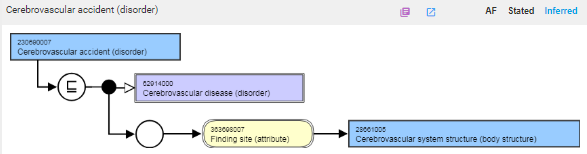 Cerebrovascular accident (disorder)
AF Stated Inferred
230690007
Cerebrovascular accident (disorder)
⊑
62914000
Cerebrovascular disease (disorder)
363698007
Finding site (attribute)
28661006
Cerebrovascular system structure (body structure)